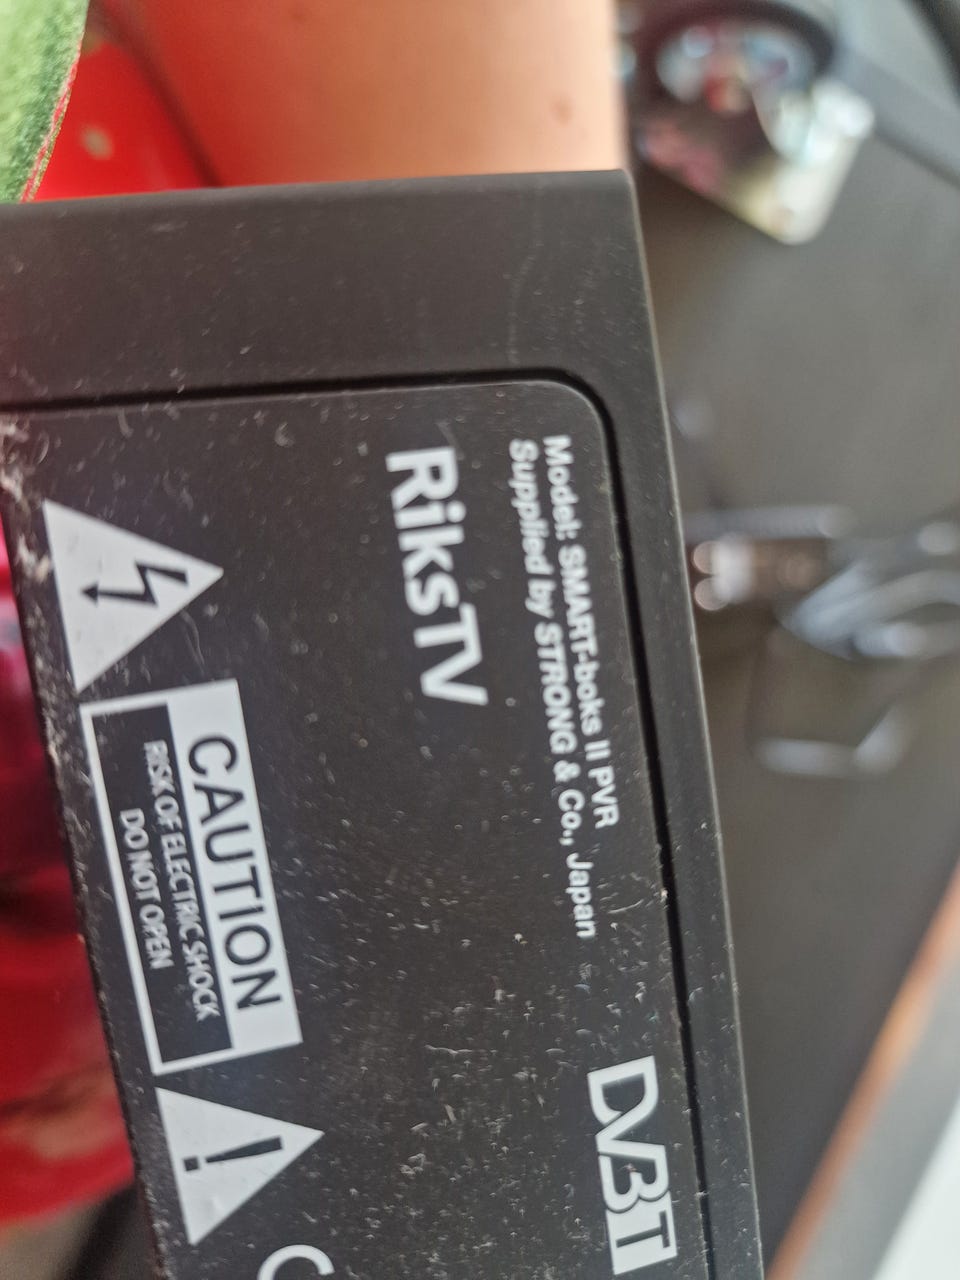 Model: SMART-boks II PVR
Supplied by STRONG & Co., Japan
DVB T
RiksTV
CAUTION
RISK OF ELECTRIC SHOCK
DO NOT OPEN
!
C